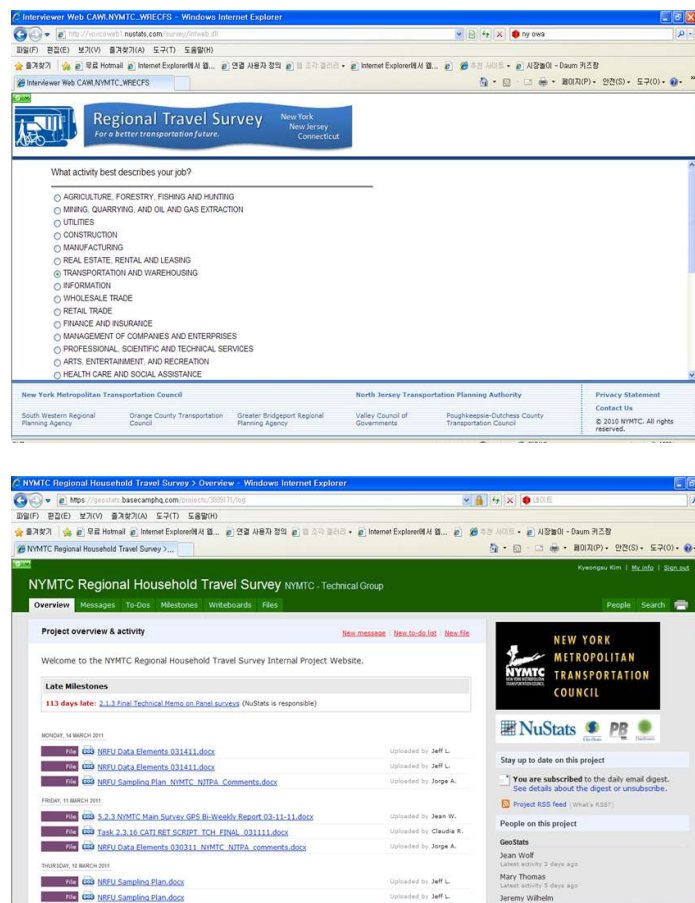 Interviewer Web CAWI.NYMTC_WRECFS - Windows Internet Explorer
http://voxcoweb1.nustats.com/survey/intweb.dll
ny owa
파일(F) 편집(E) 보기(V) 즐겨찾기(A) 도구(T) 도움말(H)
즐겨찾기 무료 Hotmail Internet Explorer에서 웹... 연결 사용자 정의 웹 조각 갤러리 Internet Explorer에서 웹... 추천 사이트 시장놀이 - Daum 키즈짱
Interviewer Web CAWI.NYMTC_WRECFS
페이지(P) 안전(S) 도구(O)
Regional Travel Survey
For a better transportation future.
New York
New Jersey
Connecticut
What activity best describes your job?
AGRICULTURE, FORESTRY, FISHING AND HUNTING
MINING, QUARRYING, AND OIL AND GAS EXTRACTION
UTILITIES
CONSTRUCTION
MANUFACTURING
REAL ESTATE, RENTAL AND LEASING
TRANSPORTATION AND WAREHOUSING
INFORMATION
WHOLESALE TRADE
RETAIL TRADE
FINANCE AND INSURANCE
MANAGEMENT OF COMPANIES AND ENTERPRISES
PROFESSIONAL, SCIENTIFIC AND TECHNICAL SERVICES
ARTS, ENTERTAINMENT, AND RECREATION
HEALTH CARE AND SOCIAL ASSISTANCE
New York Metropolitan Transportation Council North Jersey Transportation Planning Authority Privacy Statement
Contact Us
South Western Regional Planning Agency
Orange County Transportation Council
Greater Bridgeport Regional Planning Agency
Valley Council of Governments
Poughkeepsie-Dutchess County Transportation Council
© 2010 NYMTC. All rights reserved.
NYMTC Regional Household Travel Survey > Overview - Windows Internet Explorer
https://geostats.basecamphq.com/projects/3939171/log
네이트
파일(F) 편집(E) 보기(V) 즐겨찾기(A) 도구(T) 도움말(H)
즐겨찾기 무료 Hotmail Internet Explorer에서 웹... 연결 사용자 정의 웹 조각 갤러리 Internet Explorer에서 웹... 추천 사이트 시장놀이 - Daum 키즈짱
NYMTC Regional Household Travel Survey >...
페이지(P) 안전(S) 도구(O)
Kyeongsu Kim | My info | Sign out
NYMTC Regional Household Travel Survey NYMTC - Technical Group
Overview Messages To-Dos Milestones Writeboards Files People Search
Project overview & activity New message New to-do list New file
Welcome to the NYMTC Regional Household Travel Survey Internal Project Website.
Late Milestones
113 days late: 2.1.3 Final Technical Memo on Panel surveys (NuStats is responsible)
MONDAY, 14 MARCH 2011
File NRFU Data Elements 031411.docx Uploaded by Jeff L.
File NRFU Data Elements 031411.docx Uploaded by Jeff L.
File NRFU Sampling Plan_NYMTC_NJTPA_Comments.docx Uploaded by Jorge A.
FRIDAY, 11 MARCH 2011
File 5.2.3 NYMTC Main Survey GPS Bi-Weekly Report 03-11-11.docx Uploaded by Jean W.
File Task 2.3.16 CATI RET SCRIPT_TCH_FINAL_031111.docx Uploaded by Claudia R.
File NRFU Data Elements 030311_NYMTC_NJTPA_comments.docx Uploaded by Jorge A.
THURSDAY, 10 MARCH 2011
File NRFU Sampling Plan.docx Uploaded by Jeff L.
File NRFU Sampling Plan.docx Uploaded by Jeff L.
NYMTC
NEW YORK
METROPOLITAN
TRANSPORTATION
COUNCIL
NuStats PB
Stay up to date on this project
You are subscribed to the daily email digest.
See details about the digest or unsubscribe.
Project RSS feed (What's RSS?)
People on this project
GeoStats
Jean Wolf
Latest activity 3 days ago
Mary Thomas
Latest activity 5 days ago
Jeremy Wilhelm